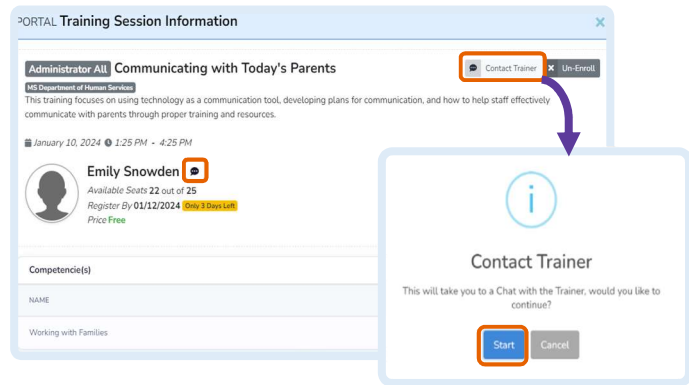 PORTAL Training Session Information
Administrator All Communicating with Today's Parents
Contact Trainer
Un-Enroll
MS Department of Human Services
This training focuses on using technology as a communication tool, developing plans for communication, and how to help staff effectively
communicate with parents through proper training and resources.
January 10, 2024 1:25 PM - 4:25 PM
Emily Snowden
Available Seats 22 out of 25
Register By 01/12/2024 Only 3 Days Left
Price Free
Competencie(s)
NAME
Working with Families
Contact Trainer
This will take you to a Chat with the Trainer, would you like to
continue?
Start Cancel